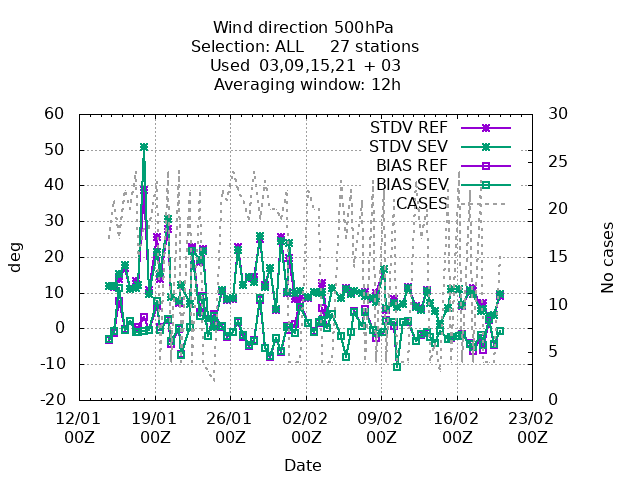 Wind direction 500hPa
Selection: ALL 27 stations
Used 03,09,15,21 + 03
Averaging window: 12h
60
50
40
30
20
10
0
-10
-20
deg
30
25
20
15
10
5
0
No cases
STDV REF
STDV SEV
BIAS REF
BIAS SEV
CASES
12/01 19/01 26/01 02/02 09/02 16/02 23/02
00Z 00Z 00Z 00Z 00Z 00Z 00Z
Date